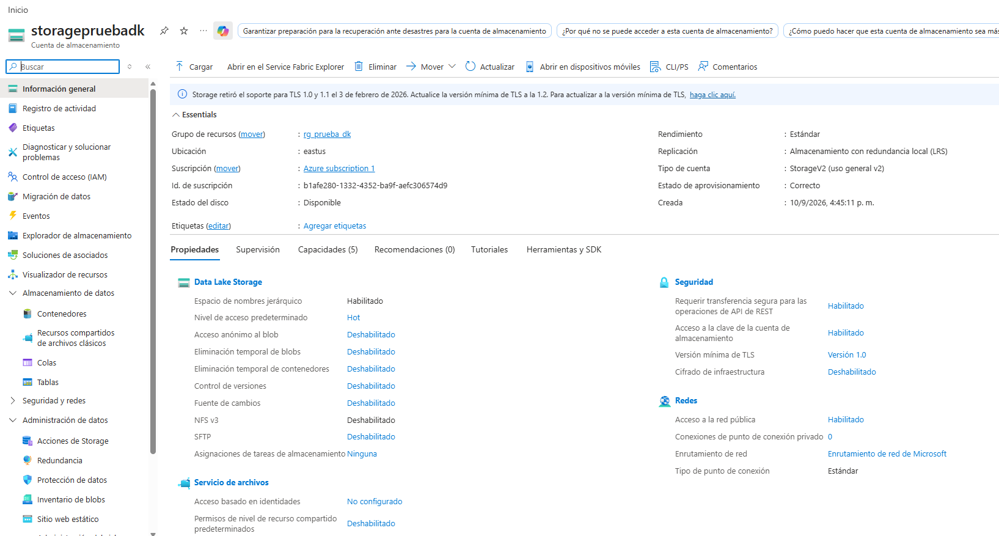 Inicio
storagepruebadk
Cuenta de almacenamiento
Garantizar preparación para la recuperación ante desastres para la cuenta de almacenamiento
¿Por qué no se puede acceder a esta cuenta de almacenamiento?
¿Cómo puedo hacer que esta cuenta de almacenamiento sea más
Buscar
Cargar
Abrir en el Service Fabric Explorer
Eliminar
Mover
Actualizar
Abrir en dispositivos móviles
CLI/PS
Comentarios
Información general
Registro de actividad
Etiquetas
Diagnosticar y solucionar
problemas
Control de acceso (IAM)
Migración de datos
Eventos
Explorador de almacenamiento
Soluciones de asociados
Visualizador de recursos
Almacenamiento de datos
Contenedores
Recursos compartidos
de archivos clásicos
Colas
Tablas
Seguridad y redes
Administración de datos
Acciones de Storage
Redundancia
Protección de datos
Inventario de blobs
Sitio web estático
Storage retiró el soporte para TLS 1.0 y 1.1 el 3 de febrero de 2026. Actualice la versión mínima de TLS a la 1.2. Para actualizar a la versión mínima de TLS, haga clic aquí.
Essentials
Grupo de recursos (mover) : rg_prueba_dk
Ubicación : eastus
Suscripción (mover) : Azure subscription 1
Id. de suscripción : b1afe280-1332-4352-ba9f-aefc306574d9
Estado del disco : Disponible
Etiquetas (editar) : Agregar etiquetas
Rendimiento : Estándar
Replicación : Almacenamiento con redundancia local (LRS)
Tipo de cuenta : StorageV2 (uso general v2)
Estado de aprovisionamiento : Correcto
Creada : 10/9/2026, 4:45:11 p. m.
Propiedades
Supervisión
Capacidades (5)
Recomendaciones (0)
Tutoriales
Herramientas y SDK
Data Lake Storage
Espacio de nombres jerárquico Habilitado
Nivel de acceso predeterminado Hot
Acceso anónimo al blob Deshabilitado
Eliminación temporal de blobs Deshabilitado
Eliminación temporal de contenedores Deshabilitado
Control de versiones Deshabilitado
Fuente de cambios Deshabilitado
NFS v3 Deshabilitado
SFTP Deshabilitado
Asignaciones de tareas de almacenamiento Ninguna
Servicio de archivos
Acceso basado en identidades No configurado
Permisos de nivel de recurso compartido
predeterminados Deshabilitado
Seguridad
Requerir transferencia segura para las
operaciones de API de REST Habilitado
Acceso a la clave de la cuenta de
almacenamiento Habilitado
Versión mínima de TLS Versión 1.0
Cifrado de infraestructura Deshabilitado
Redes
Acceso a la red pública Habilitado
Conexiones de punto de conexión privado 0
Enrutamiento de red Enrutamiento de red de Microsoft
Tipo de punto de conexión Estándar